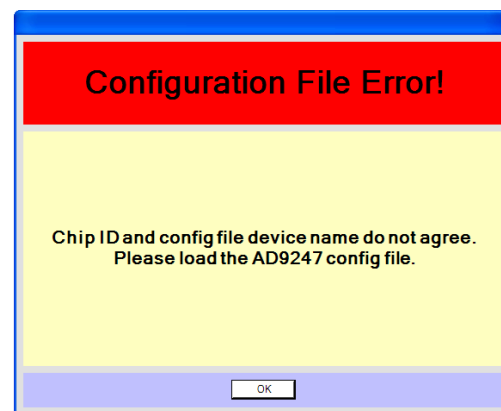 Configuration File Error!
Chip ID and config file device name do not agree.
Please load the AD9247 config file.
OK